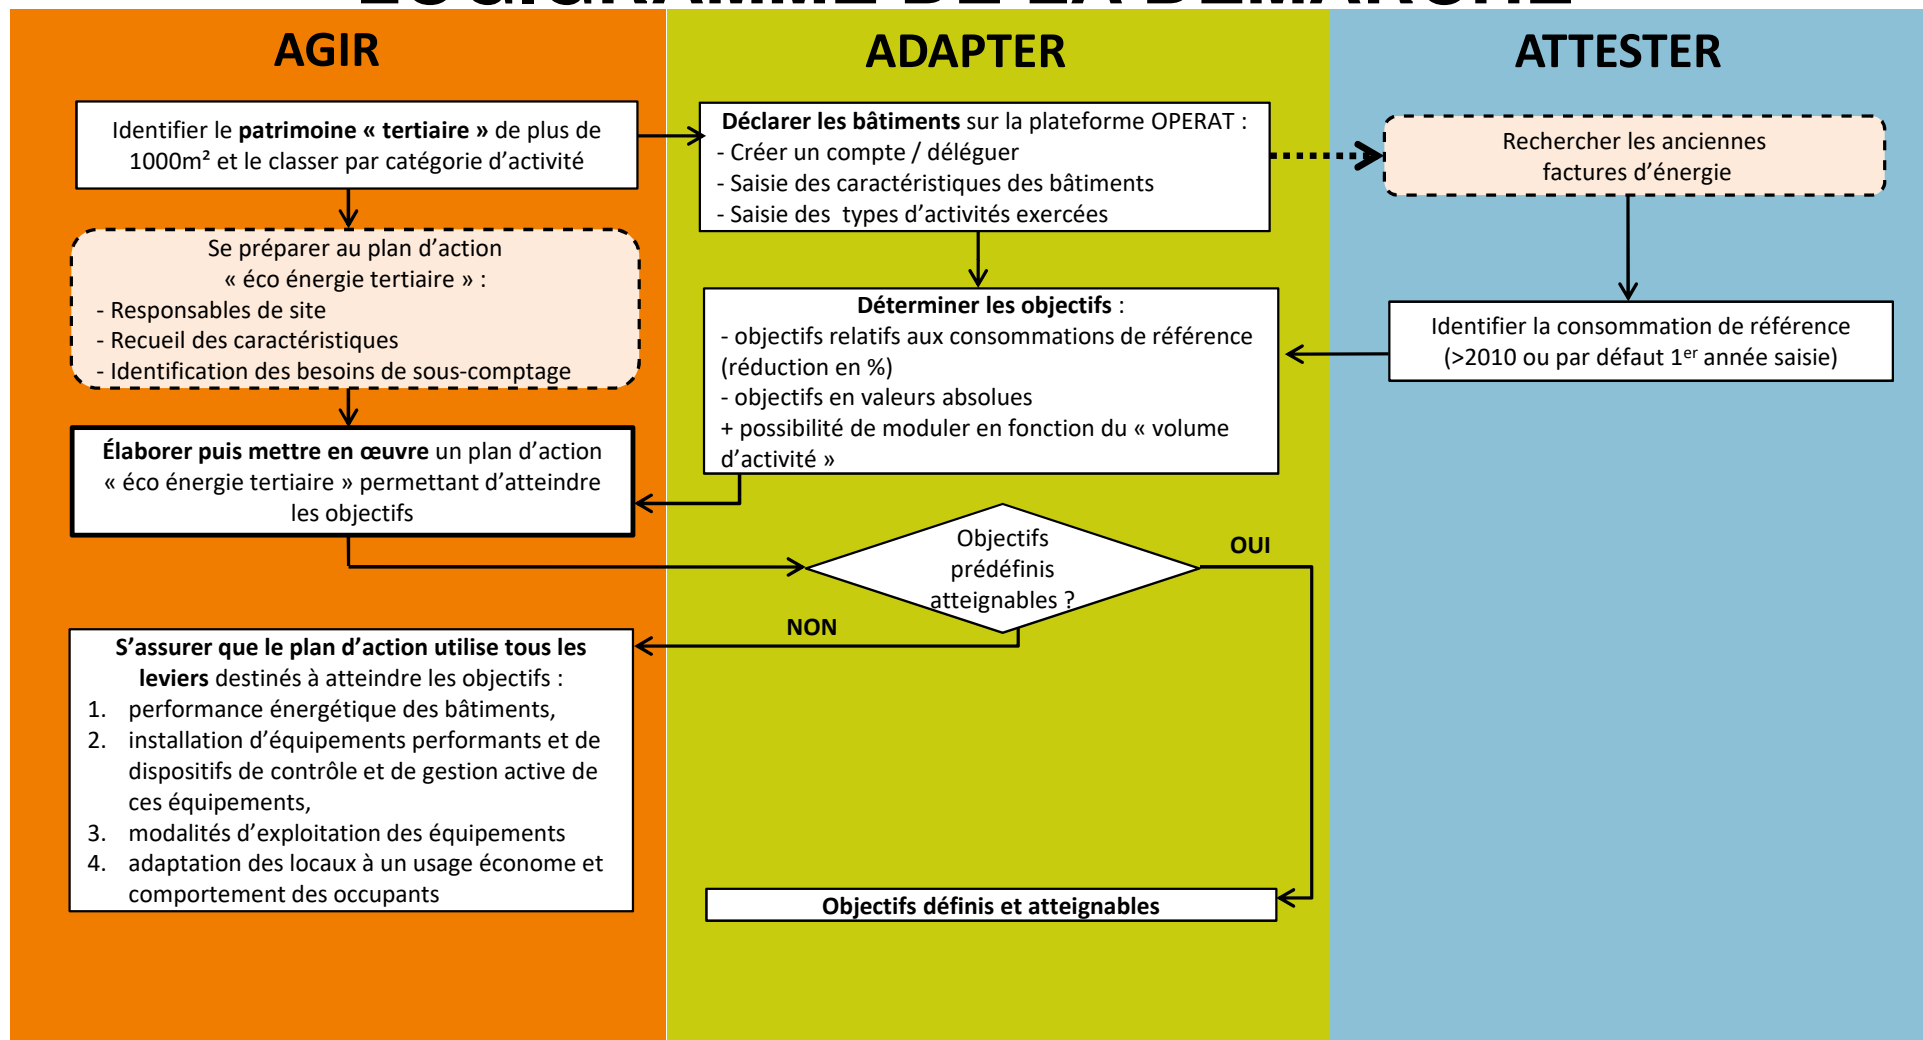 LOGIGRAMME DE LA DEMARCHE
AGIR
Identifier le patrimoine « tertiaire » de plus de
1000m² et le classer par catégorie d’activité
Se préparer au plan d’action
« éco énergie tertiaire » :
- Responsables de site
- Recueil des caractéristiques
- Identification des besoins de sous-comptage
Élaborer puis mettre en œuvre un plan d’action
« éco énergie tertiaire » permettant d’atteindre
les objectifs
S’assurer que le plan d’action utilise tous les
leviers destinés à atteindre les objectifs :
1. performance énergétique des bâtiments,
2. installation d’équipements performants et de
dispositifs de contrôle et de gestion active de
ces équipements,
3. modalités d’exploitation des équipements
4. adaptation des locaux à un usage économe et
comportement des occupants
ADAPTER
Déclarer les bâtiments sur la plateforme OPERAT :
- Créer un compte / déléguer
- Saisie des caractéristiques des bâtiments
- Saisie des types d’activités exercées
Déterminer les objectifs :
- objectifs relatifs aux consommations de référence
(réduction en %)
- objectifs en valeurs absolues
+ possibilité de moduler en fonction du « volume
d’activité »
Objectifs
prédéfinis
atteignables ?
OUI
NON
Objectifs définis et atteignables
ATTESTER
Rechercher les anciennes
factures d’énergie
Identifier la consommation de référence
(>2010 ou par défaut 1er année saisie)